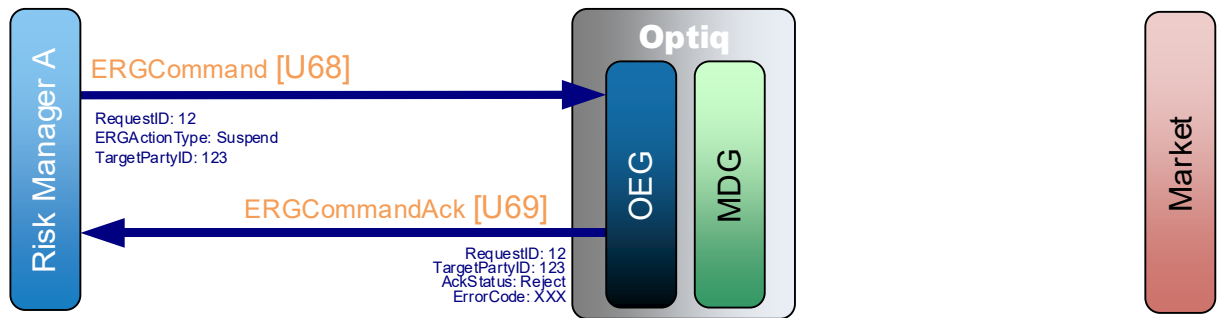 Optiq
Risk Manager A
ERGCommand [U68]
RequestID: 12
ERGActionType: Suspend
TargetPartyID: 123
ERGCommandAck [U69]
RequestID: 12
TargetPartyID: 123
AckStatus: Reject
ErrorCode: XXX
OEG
MDG
Market